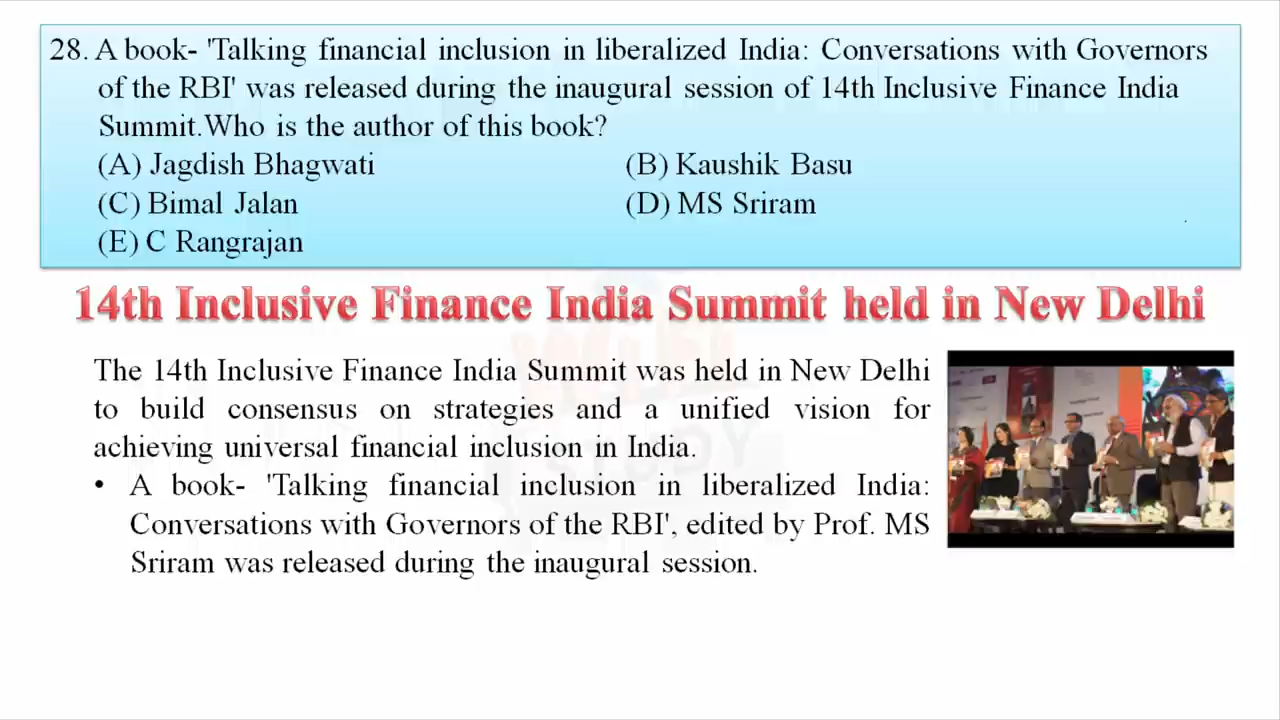 28. A book- 'Talking financial inclusion in liberalized India: Conversations with Governors
of the RBI' was released during the inaugural session of 14th Inclusive Finance India
Summit.Who is the author of this book?
(A) Jagdish Bhagwati (B) Kaushik Basu
(C) Bimal Jalan (D) MS Sriram
(E) C Rangrajan
14th Inclusive Finance India Summit held in New Delhi
The 14th Inclusive Finance India Summit was held in New Delhi
to build consensus on strategies and a unified vision for
achieving universal financial inclusion in India.
• A book- 'Talking financial inclusion in liberalized India:
Conversations with Governors of the RBI', edited by Prof. MS
Sriram was released during the inaugural session.
STUDY